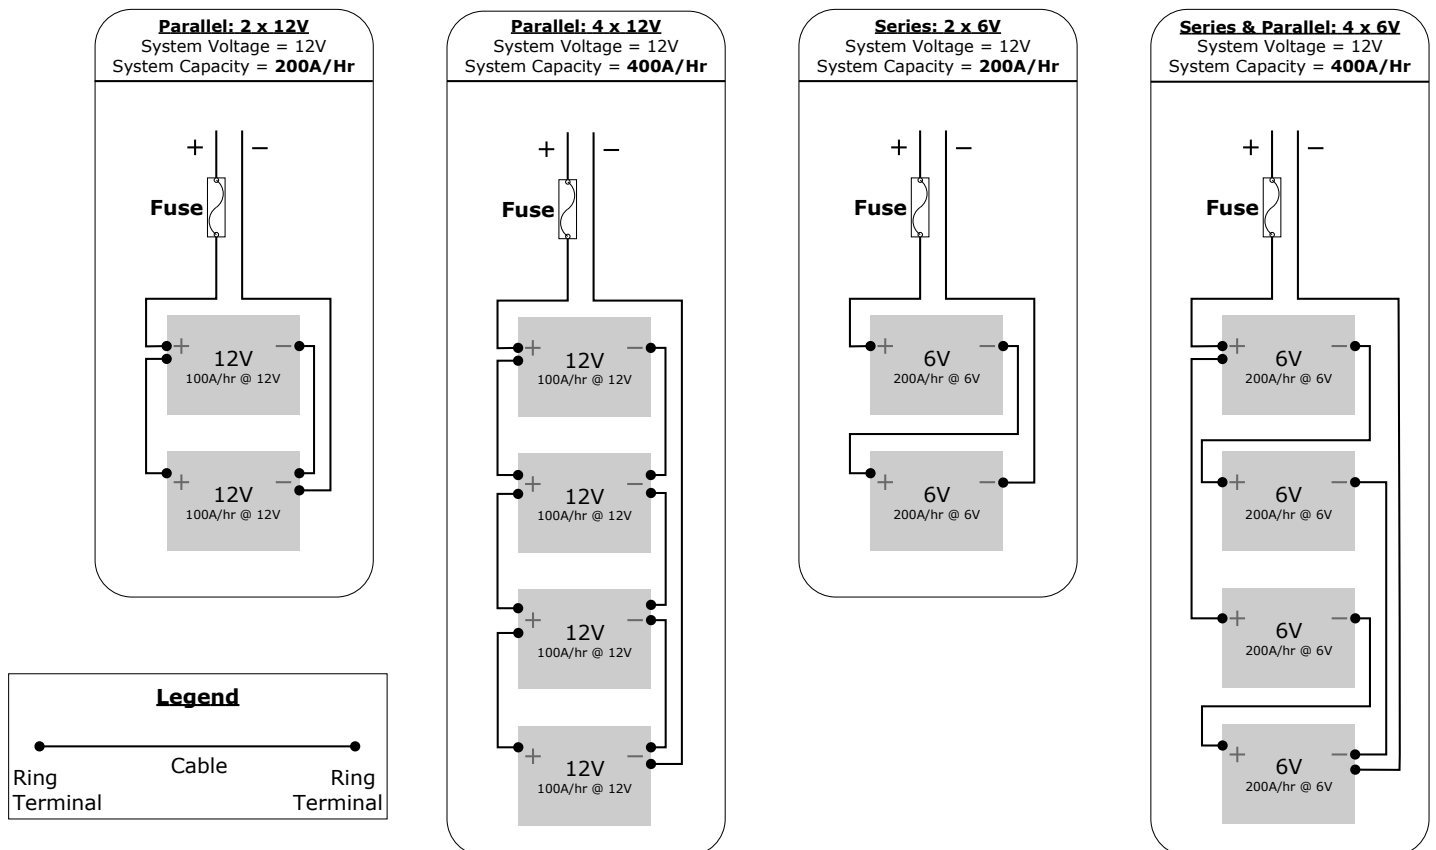 Parallel: 2 x 12V
System Voltage = 12V
System Capacity = 200A/Hr
+ −
Fuse
+ −
12V
100A/hr @ 12V
+ −
12V
100A/hr @ 12V
Parallel: 4 x 12V
System Voltage = 12V
System Capacity = 400A/Hr
+ −
Fuse
+ −
12V
100A/hr @ 12V
+ −
12V
100A/hr @ 12V
+ −
12V
100A/hr @ 12V
+ −
12V
100A/hr @ 12V
Series: 2 x 6V
System Voltage = 12V
System Capacity = 200A/Hr
+ −
Fuse
+ −
6V
200A/hr @ 6V
+ −
6V
200A/hr @ 6V
Series & Parallel: 4 x 6V
System Voltage = 12V
System Capacity = 400A/Hr
+ −
Fuse
+ −
6V
200A/hr @ 6V
+ −
6V
200A/hr @ 6V
+ −
6V
200A/hr @ 6V
+ −
6V
200A/hr @ 6V
Legend
Cable
Ring
Terminal
Ring
Terminal